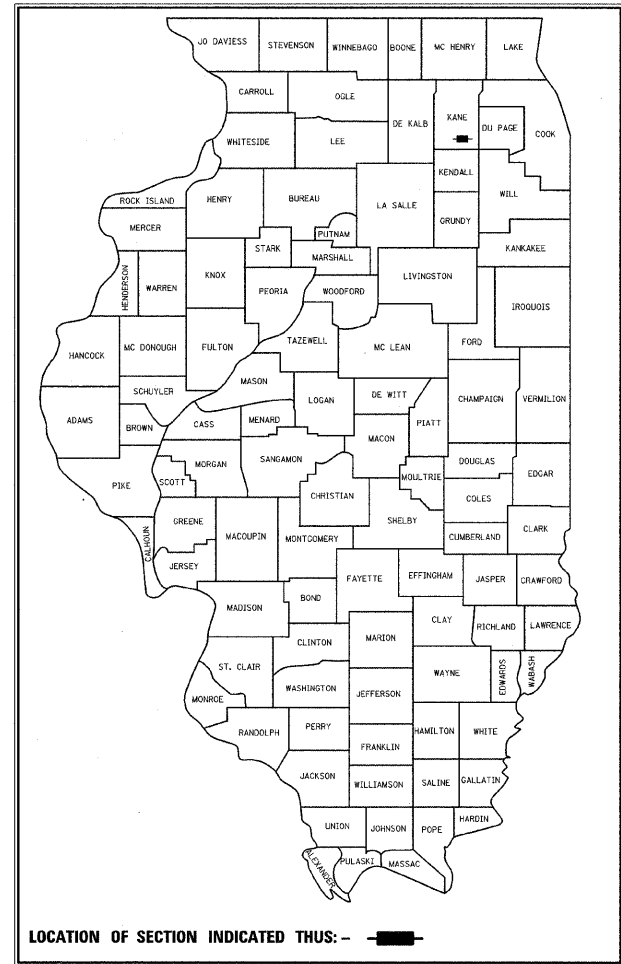 JO DAVIESS
STEVENSON
WINNEBAGO
BOONE
MC HENRY
LAKE
CARROLL
OGLE
DE KALB
KANE
DU PAGE
COOK
WHITESIDE
LEE
KENDALL
WILL
ROCK ISLAND
HENRY
BUREAU
LA SALLE
GRUNDY
MERCER
PUTNAM
STARK
MARSHALL
KANKAKEE
HENDERSON
WARREN
KNOX
PEORIA
WOODFORD
LIVINGSTON
IROQUOIS
HANCOCK
MC DONOUGH
FULTON
TAZEWELL
MC LEAN
FORD
SCHUYLER
MASON
LOGAN
DE WITT
CHAMPAIGN
VERMILION
ADAMS
BROWN
CASS
MENARD
MACON
PIATT
MORGAN
SANGAMON
MOULTRIE
DOUGLAS
EDGAR
PIKE
SCOTT
CHRISTIAN
COLES
SHELBY
GREENE
MACOUPIN
MONTGOMERY
CUMBERLAND
CLARK
CALHOUN
JERSEY
FAYETTE
EFFINGHAM
JASPER
CRAWFORD
MADISON
BOND
CLAY
RICHLAND
LAWRENCE
CLINTON
MARION
ST. CLAIR
WAYNE
EDWARDS
WABASH
WASHINGTON
JEFFERSON
MONROE
RANDOLPH
PERRY
HAMILTON
WHITE
FRANKLIN
JACKSON
WILLIAMSON
SALINE
GALLATIN
UNION
JOHNSON
POPE
HARDIN
ALEXANDER
PULASKI
MASSAC
LOCATION OF SECTION INDICATED THUS: -